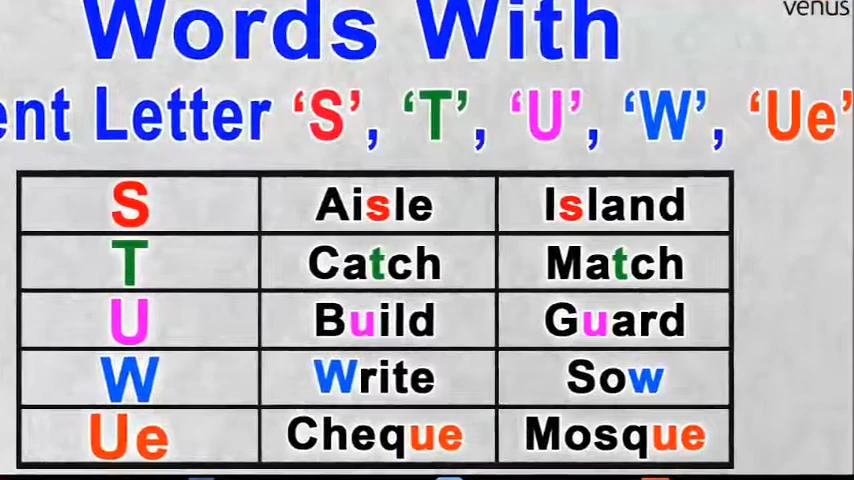 venus
Words With
ent Letter ‘S’, ‘T’, ‘U’, ‘W’, ‘Ue’
S Aisle Island
T Catch Match
U Build Guard
W Write Sow
Ue Cheque Mosque